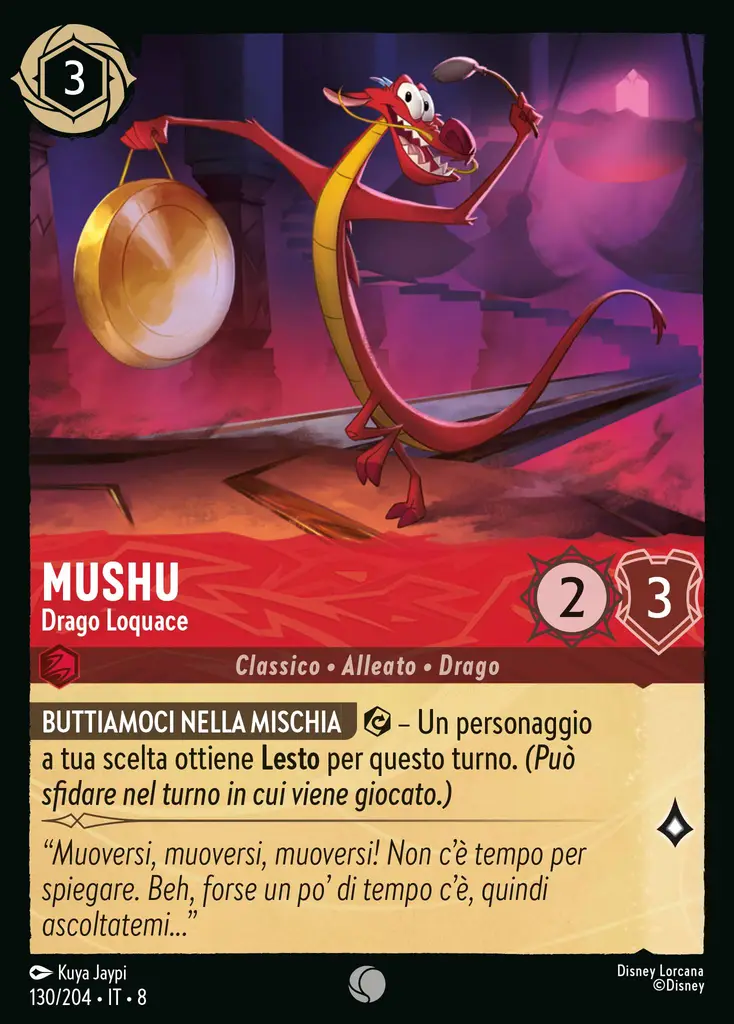 3
MUSHU
Drago Loquace
2
3
Classico • Alleato • Drago
BUTTIAMOCI NELLA MISCHIA – Un personaggio
a tua scelta ottiene Lesto per questo turno. (Può
sfidare nel turno in cui viene giocato.)
“Muoversi, muoversi, muoversi! Non c’è tempo per
spiegare. Beh, forse un po’ di tempo c’è, quindi
ascoltatemi...”
Kuya Jaypi
130/204 • IT • 8
Disney Lorcana
©Disney